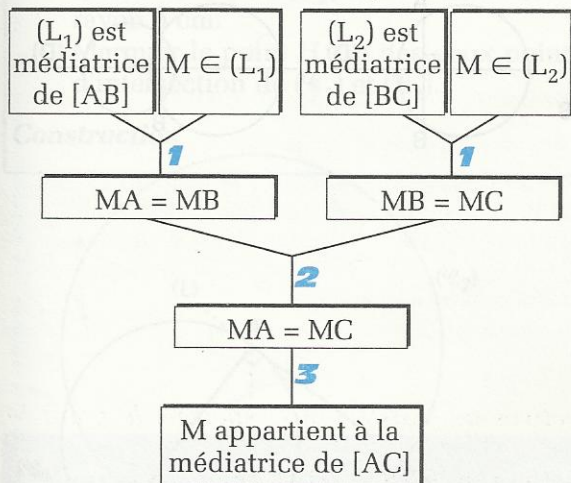 (L₁) est
médiatrice
de [AB]
M ∈ (L₁)
(L₂) est
médiatrice
de [BC]
M ∈ (L₂)
1
1
MA = MB
MB = MC
2
MA = MC
3
M appartient à la
médiatrice de [AC]